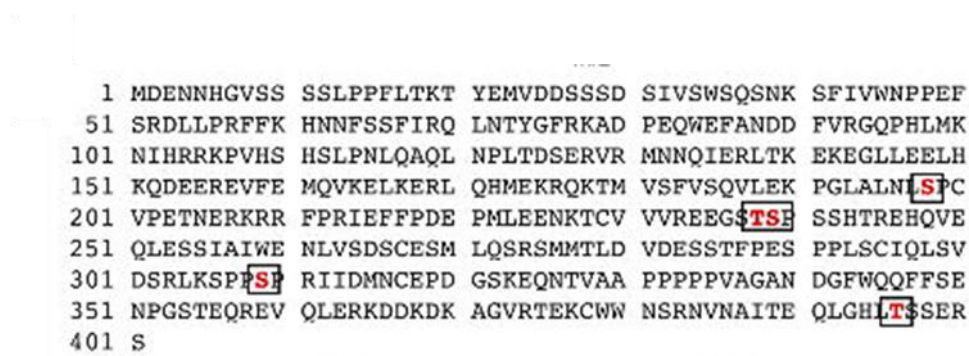 1 MDENNHGVSS SSLPPFLTKT YEMVDDSSSD SIVSWSQSNK SFIVWNPPEF
51 SRDLLPRFFK HNNFSSFIRQ LNTYGFRKAD PEQWEFANDD FVRGQPHLMK
101 NIHRRKPVHS HSLPNLQAQL NPLTDSERVR MNNQIERLTK EKEGLLEELH
151 KQDEEREVFE MQVKELKERL QHMEKRQKTM VSFVSQVLEK PGLALNLSPC
201 VPETNERKRR FPRIEFFPDE PMLEENKTCV VVREEGSTSP SSHTREHQVE
251 QLESSIAIWE NLVSDSCESM LQSRSMMTLD VDESSTFPES PPLSCIQLSV
301 DSRLKSPPSP RIIDMNCEPD GSKEQNTVAA PPPPPVAGAN DGFWQQFFSE
351 NPGSTEQREV QLERKDDKDK AGVRTEKCWW NSRNVNAITE QLGHLTSSER
401 S